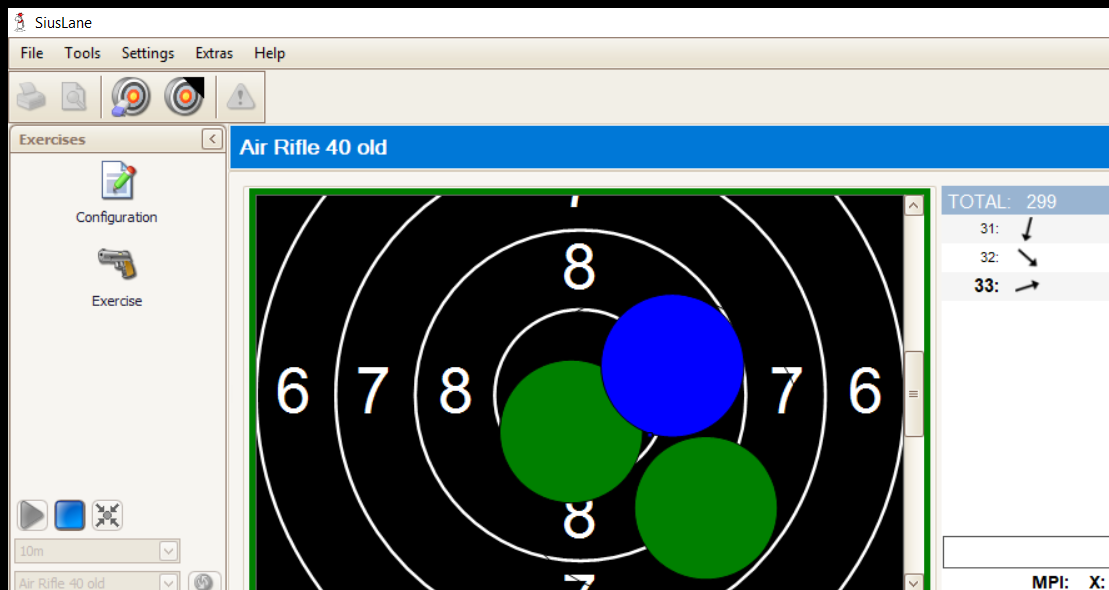 SiusLane
File Tools Settings Extras Help
Exercises
Configuration
Exercise
10m
Air Rifle 40 old
Air Rifle 40 old
7
8
6 7 8 7 6
8
7
TOTAL: 299
31:
32:
33:
MPI: X: